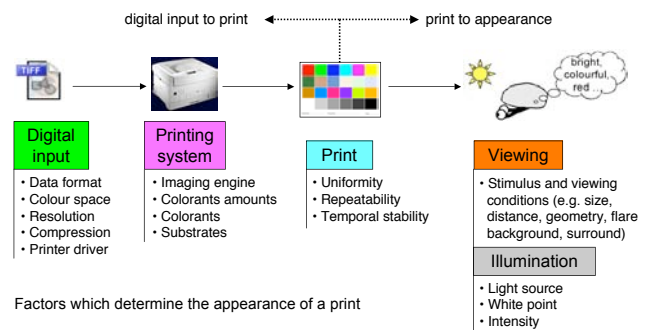 digital input to print
print to appearance
TIFF
bright,
colourful,
red ...
Digital
input
• Data format
• Colour space
• Resolution
• Compression
• Printer driver
Printing
system
• Imaging engine
• Colorants amounts
• Colorants
• Substrates
Print
• Uniformity
• Repeatability
• Temporal stability
Viewing
• Stimulus and viewing
conditions (e.g. size,
distance, geometry, flare
background, surround)
Illumination
• Light source
• White point
• Intensity
Factors which determine the appearance of a print